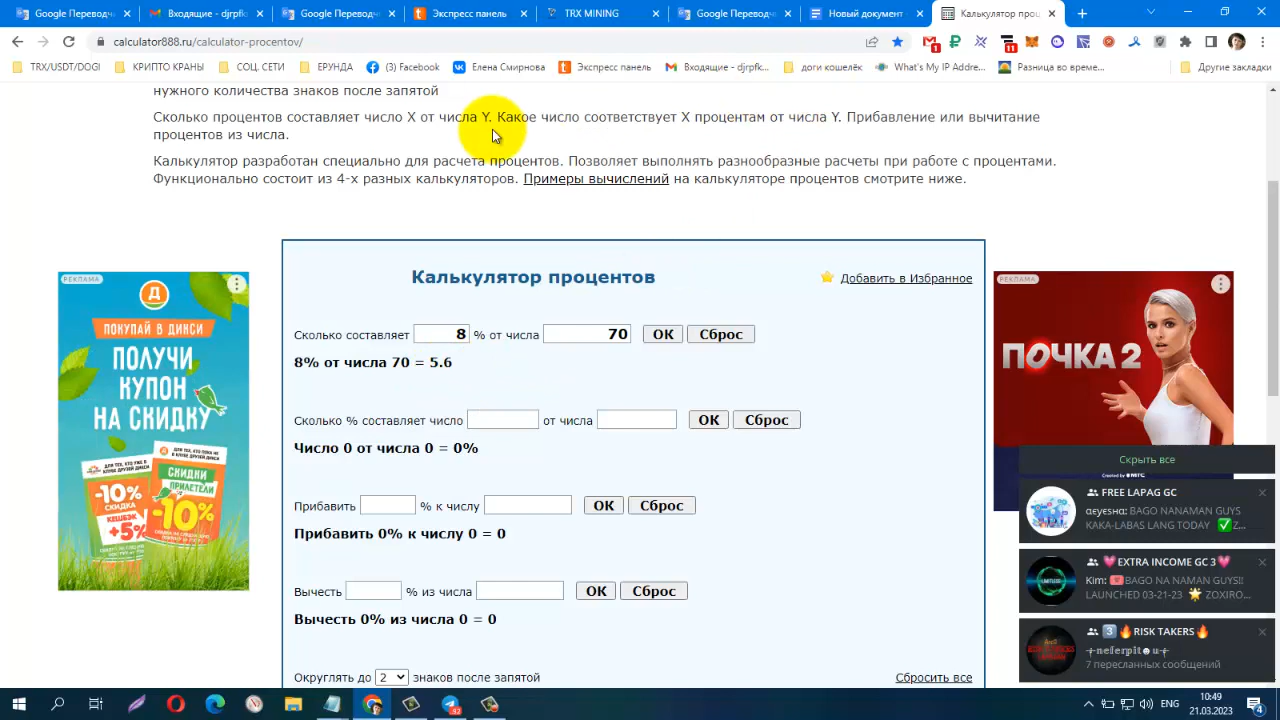 Google Переводч
Входящие – djrpfk
Google Переводч
Экспресс панель
TRX MINING
Google Переводч
Новый документ
Калькулятор проц
calculator888.ru/calculator-procentov/
1
11
TRX/USDT/DOGI
КРИПТО КРАНЫ
СОЦ. СЕТИ
ЕРУНДА
(3) Facebook
Елена Смирнова
Экспресс панель
Входящие – djrpfk...
доги кошелёк
What's My IP Addre...
Разница во време...
Другие закладки
нужного количества знаков после запятой
Сколько процентов составляет число X от числа Y. Какое число соответствует X процентам от числа Y. Прибавление или вычитание
процентов из числа.
Калькулятор разработан специально для расчета процентов. Позволяет выполнять разнообразные расчеты при работе с процентами.
Функционально состоит из 4-х разных калькуляторов. Примеры вычислений на калькуляторе процентов смотрите ниже.
Калькулятор процентов
Добавить в Избранное
Сколько составляет 8 % от числа 70 OK Сброс
8% от числа 70 = 5.6
Сколько % составляет число от числа OK Сброс
Число 0 от числа 0 = 0%
Прибавить % к числу OK Сброс
Прибавить 0% к числу 0 = 0
Вычесть % из числа OK Сброс
Вычесть 0% из числа 0 = 0
Округлять до 2 знаков после запятой
Сбросить все
РЕКЛАМА
Д
ПОКУПАЙ В ДИКСИ
ПОЛУЧИ
КУПОН
НА СКИДКУ
-10%
СКИДКА
КЕШБЭК
+5%
СКИДКИ
ПРИЛЕТЕЛИ
-10%
РЕКЛАМА
ПОЧКА 2
Скрыть все
FREE LAPAG GC
αєyєsнα: BAGO NANAMAN GUYS
KAKA-LABAS LANG TODAY ✅Z...
💗EXTRA INCOME GC 3💗
Kim: BAGO NA NAMAN GUYS!!
LAUNCHED 03-21-23 🌟 ZOXIRO...
3️⃣🔥RISK TAKERS🔥
7 пересланных сообщений
ENG
10:49
21.03.2023
4